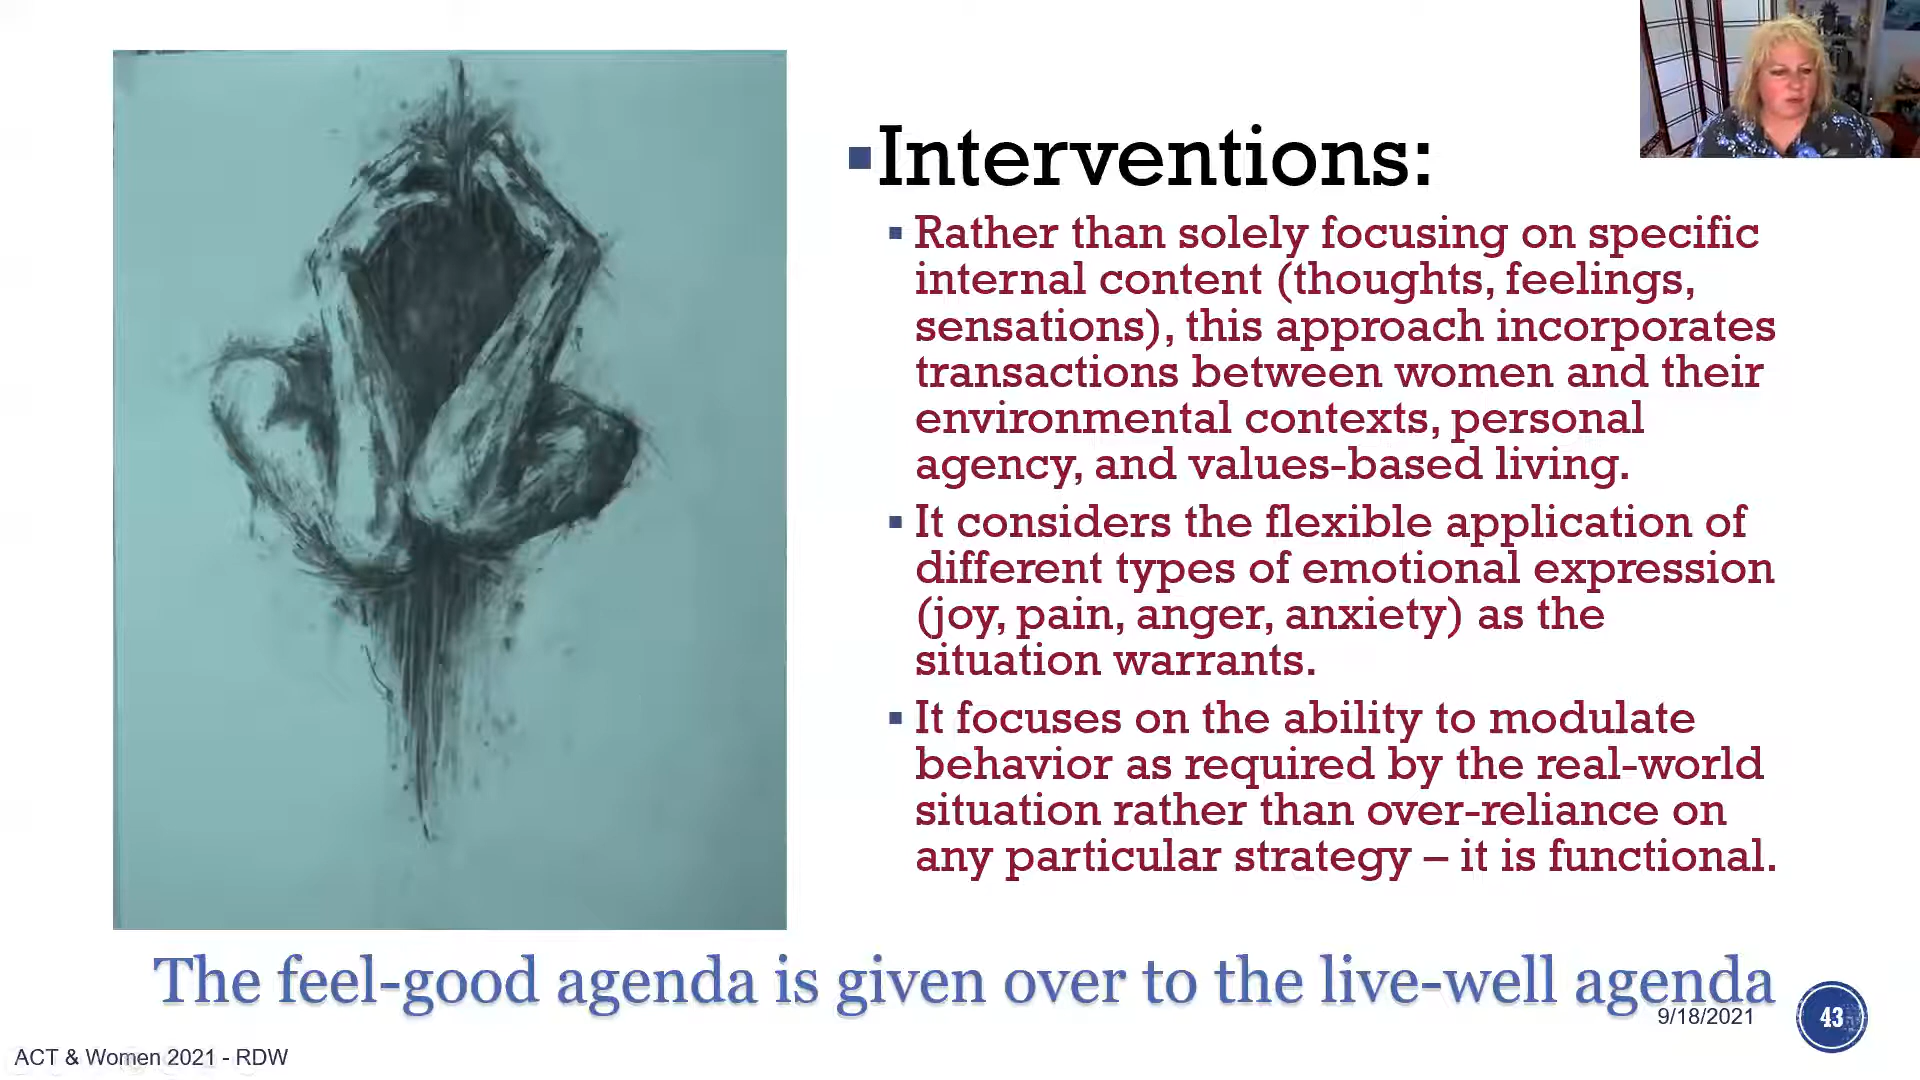 Interventions:
Rather than solely focusing on specific
internal content (thoughts, feelings,
sensations), this approach incorporates
transactions between women and their
environmental contexts, personal
agency, and values-based living.
It considers the flexible application of
different types of emotional expression
(joy, pain, anger, anxiety) as the
situation warrants.
It focuses on the ability to modulate
behavior as required by the real-world
situation rather than over-reliance on
any particular strategy – it is functional.
The feel-good agenda is given over to the live-well agenda
9/18/2021
43
ACT & Women 2021 - RDW